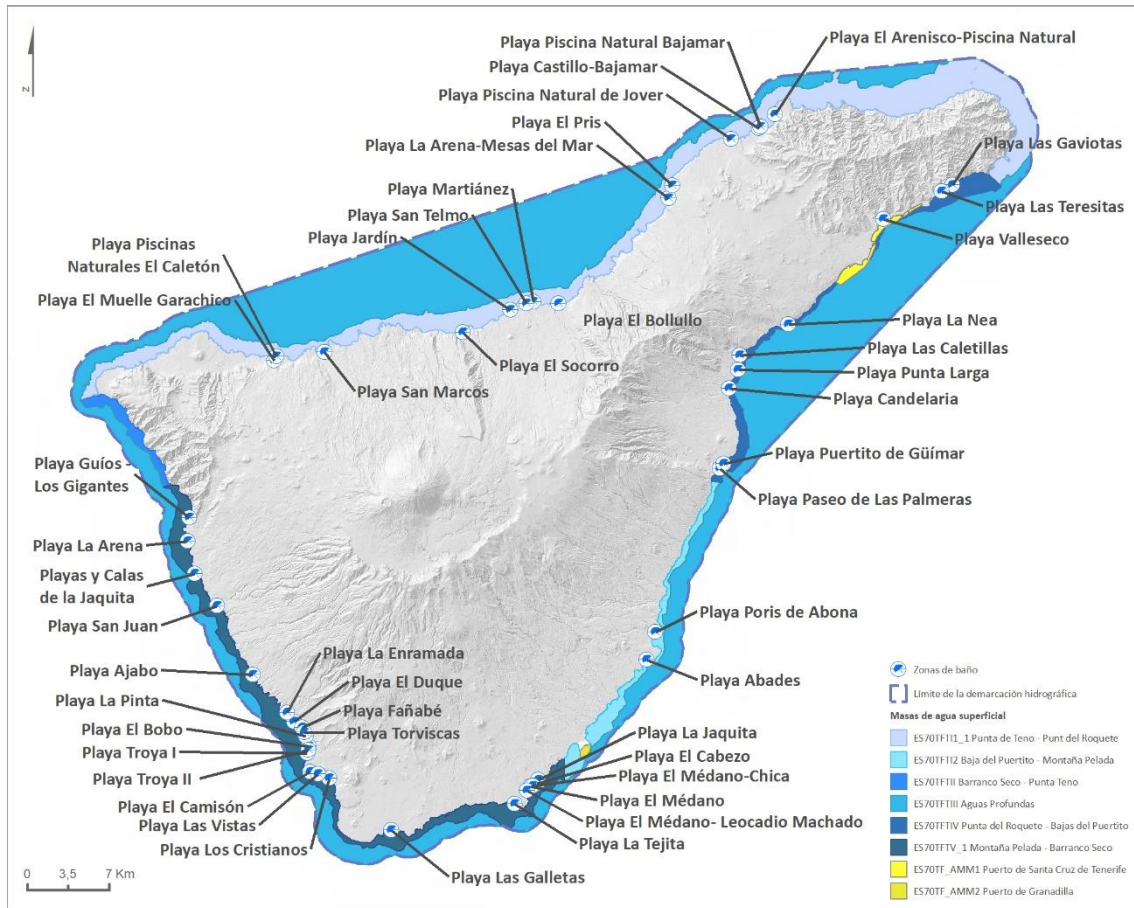 Playa El Arenisco-Piscina Natural
Playa Piscina Natural Bajamar
Playa Castillo-Bajamar
Playa Piscina Natural de Jover
Playa El Pris
Playa La Arena-Mesas del Mar
Playa Martiánez
Playa San Telmo
Playa Jardín
Playa Piscinas
Naturales El Caletón
Playa El Muelle Garachico
Playa San Marcos
Playa El Socorro
Playa El Bollullo
Playa Las Gaviotas
Playa Las Teresitas
Playa Valleseco
Playa La Nea
Playa Las Caletillas
Playa Punta Larga
Playa Candelaria
Playa Puertito de Güímar
Playa Paseo de Las Palmeras
Playa Guíos -
Los Gigantes
Playa La Arena
Playas y Calas
de la Jaquita
Playa San Juan
Playa Ajabo
Playa La Pinta
Playa El Bobo
Playa Troya I
Playa Troya II
Playa El Camisón
Playa Las Vistas
Playa Los Cristianos
Playa La Enramada
Playa El Duque
Playa Fañabé
Playa Torviscas
Playa Las Galletas
Playa Poris de Abona
Playa Abades
Playa La Jaquita
Playa El Cabezo
Playa El Médano-Chica
Playa El Médano
Playa El Médano- Leocadio Machado
Playa La Tejita
Zonas de baño
Límite de la demarcación hidrográfica
Masas de agua superficial
ES70TFTI1_1 Punta de Teno - Punt del Roquete
ES70TFTI2 Baja del Puertito - Montaña Pelada
ES70TFTII Barranco Seco - Punta Teno
ES70TFTIII Aguas Profundas
ES70TFTIV Punta del Roquete - Bajas del Puertito
ES70TFTV_1 Montaña Pelada - Barranco Seco
ES70TF_AMM1 Puerto de Santa Cruz de Tenerife
ES70TF_AMM2 Puerto de Granadilla
0 3,5 7 Km
N